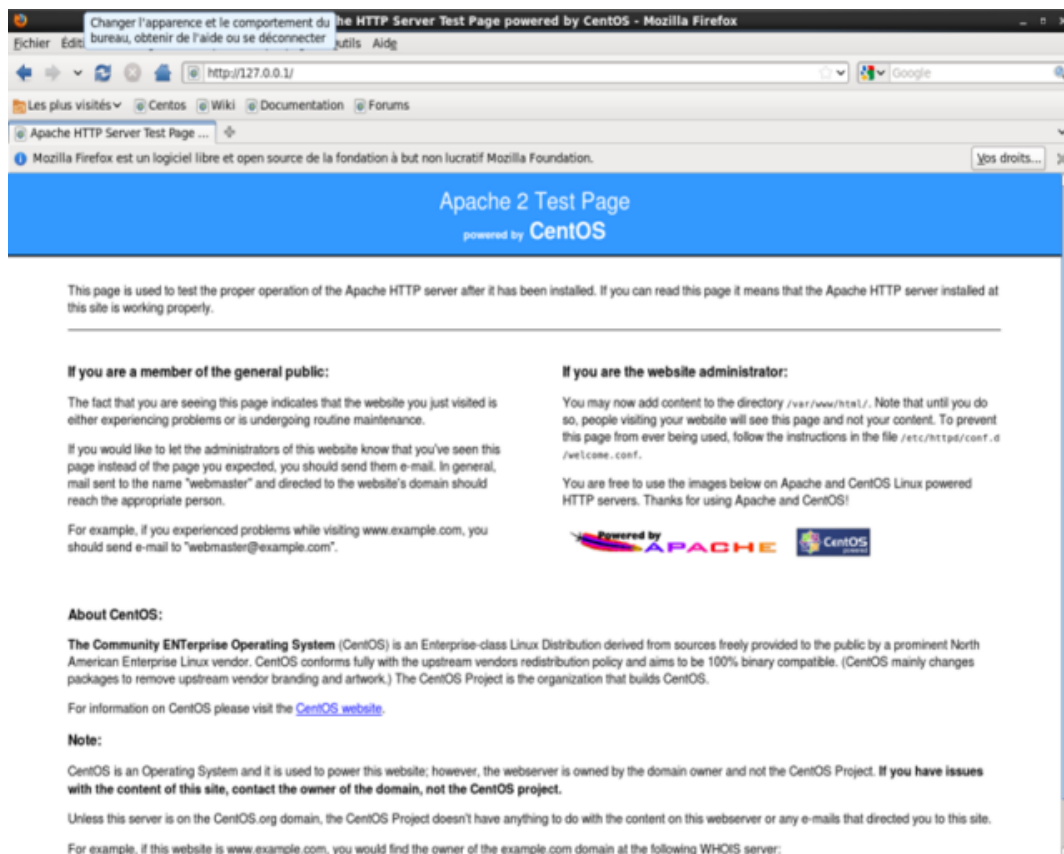 Changer l'apparence et le comportement du
bureau, obtenir de l'aide ou se déconnecter
he HTTP Server Test Page powered by CentOS - Mozilla Firefox
Fichier Éditi utils Aide
http://127.0.0.1/ Google
Les plus visités Centos Wiki Documentation Forums
Apache HTTP Server Test Page ...
Mozilla Firefox est un logiciel libre et open source de la fondation à but non lucratif Mozilla Foundation. Vos droits...
Apache 2 Test Page
powered by CentOS
This page is used to test the proper operation of the Apache HTTP server after it has been installed. If you can read this page it means that the Apache HTTP server installed at
this site is working properly.
If you are a member of the general public:
The fact that you are seeing this page indicates that the website you just visited is
either experiencing problems or is undergoing routine maintenance.
If you would like to let the administrators of this website know that you've seen this
page instead of the page you expected, you should send them e-mail. In general,
mail sent to the name "webmaster" and directed to the website's domain should
reach the appropriate person.
For example, if you experienced problems while visiting www.example.com, you
should send e-mail to "webmaster@example.com".
If you are the website administrator:
You may now add content to the directory /var/www/html/. Note that until you do
so, people visiting your website will see this page and not your content. To prevent
this page from ever being used, follow the instructions in the file /etc/httpd/conf.d
/welcome.conf.
You are free to use the images below on Apache and CentOS Linux powered
HTTP servers. Thanks for using Apache and CentOS!
Powered by
APACHE
CentOS
powered
About CentOS:
The Community ENTerprise Operating System (CentOS) is an Enterprise-class Linux Distribution derived from sources freely provided to the public by a prominent North
American Enterprise Linux vendor. CentOS conforms fully with the upstream vendors redistribution policy and aims to be 100% binary compatible. (CentOS mainly changes
packages to remove upstream vendor branding and artwork.) The CentOS Project is the organization that builds CentOS.
For information on CentOS please visit the CentOS website.
Note:
CentOS is an Operating System and it is used to power this website; however, the webserver is owned by the domain owner and not the CentOS Project. If you have issues
with the content of this site, contact the owner of the domain, not the CentOS project.
Unless this server is on the CentOS.org domain, the CentOS Project doesn't have anything to do with the content on this webserver or any e-mails that directed you to this site.
For example, if this website is www.example.com, you would find the owner of the example.com domain at the following WHOIS server: